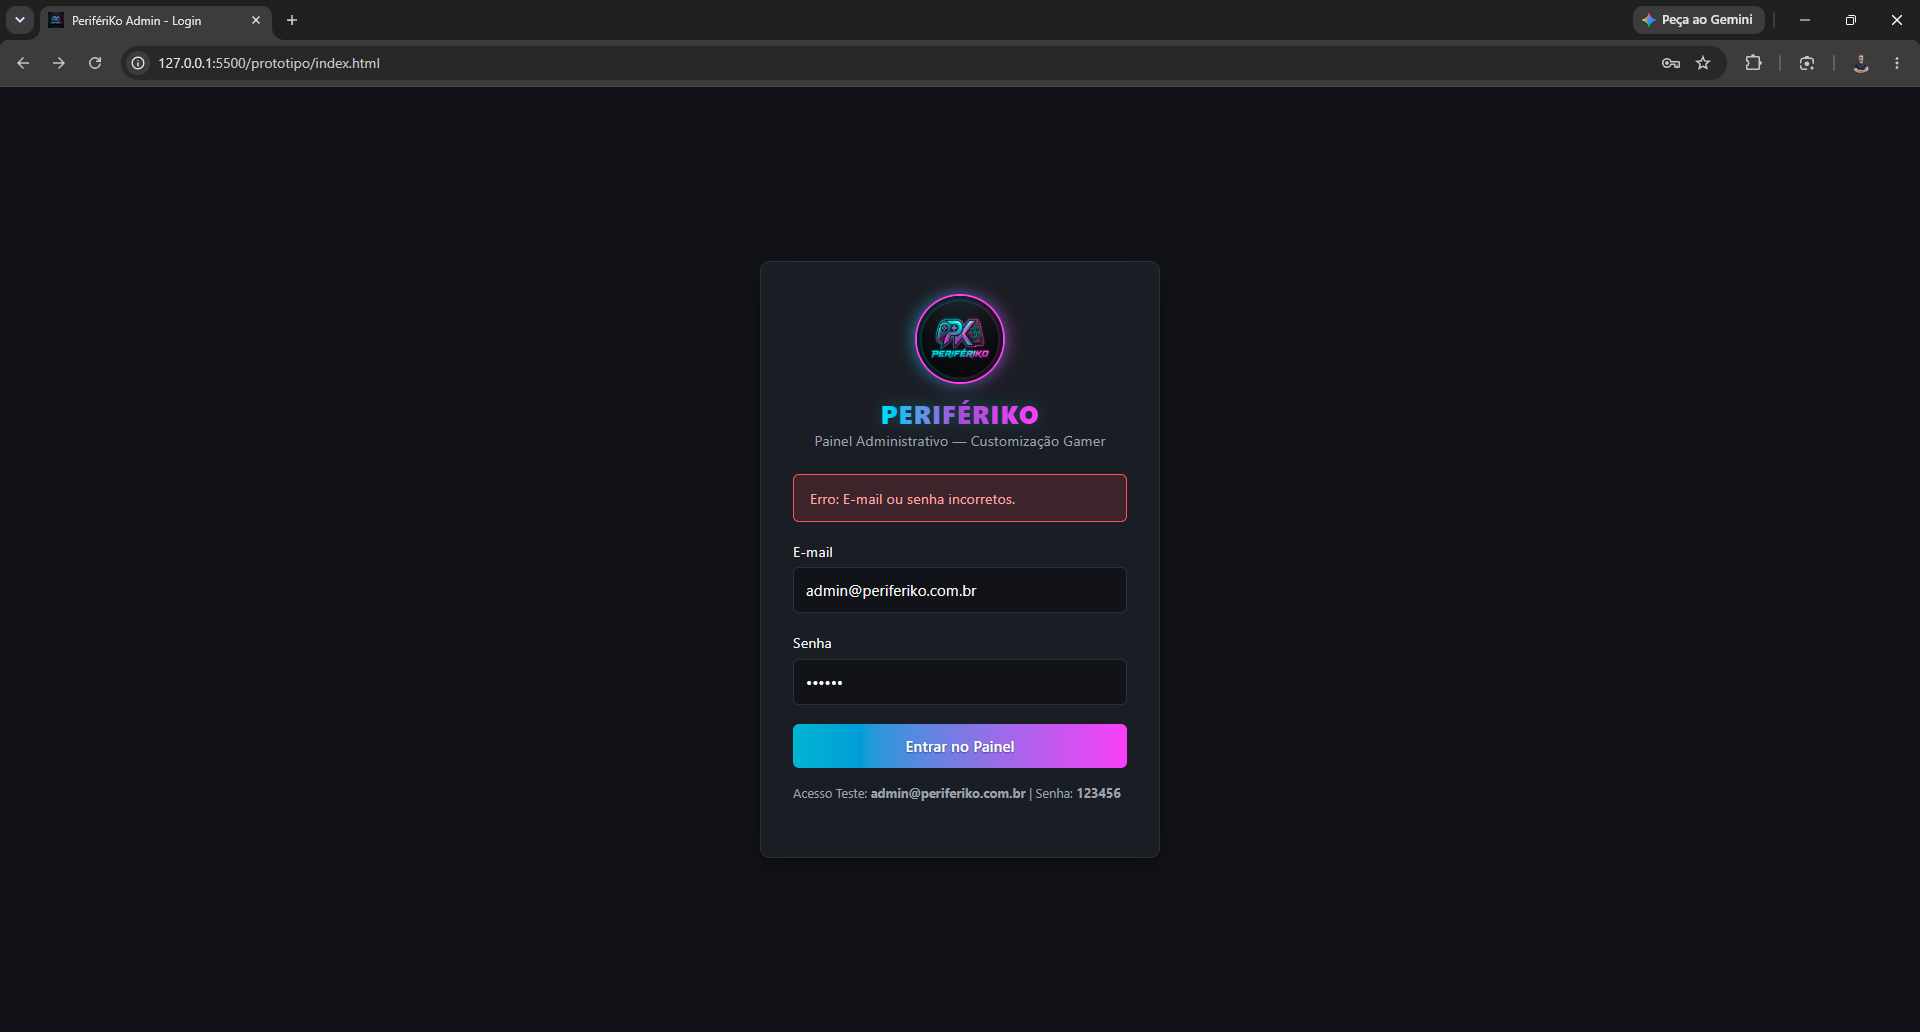 PerifériKo Admin - Login
Peça ao Gemini
127.0.0.1:5500/prototipo/index.html
PK
PERIFÉRIKO
PERIFÉRIKO
Painel Administrativo — Customização Gamer
Erro: E-mail ou senha incorretos.
E-mail
admin@periferiko.com.br
Senha
••••••
Entrar no Painel
Acesso Teste: admin@periferiko.com.br | Senha: 123456